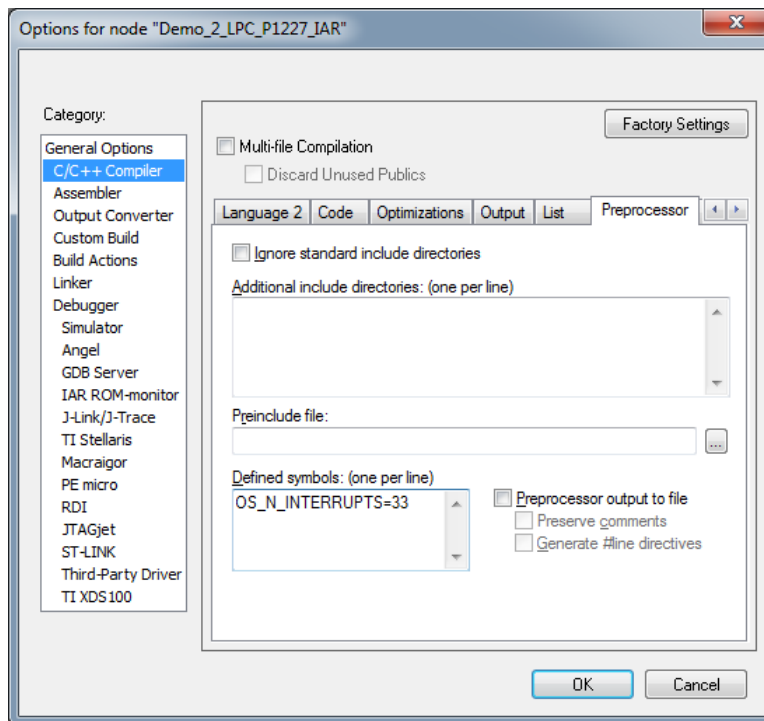 Options for node "Demo_2_LPC_P1227_IAR"
X
Category:
Factory Settings
General Options
C/C++ Compiler
Assembler
Output Converter
Custom Build
Build Actions
Linker
Debugger
Simulator
Angel
GDB Server
IAR ROM-monitor
J-Link/J-Trace
TI Stellaris
Macraigor
PE micro
RDI
JTAGjet
ST-LINK
Third-Party Driver
TI XDS100
Multi-file Compilation
Discard Unused Publics
Language 2 Code Optimizations Output List Preprocessor
Ignore standard include directories
Additional include directories: (one per line)
Preinclude file:
...
Defined symbols: (one per line)
OS_N_INTERRUPTS=33
Preprocessor output to file
Preserve comments
Generate #line directives
OK Cancel